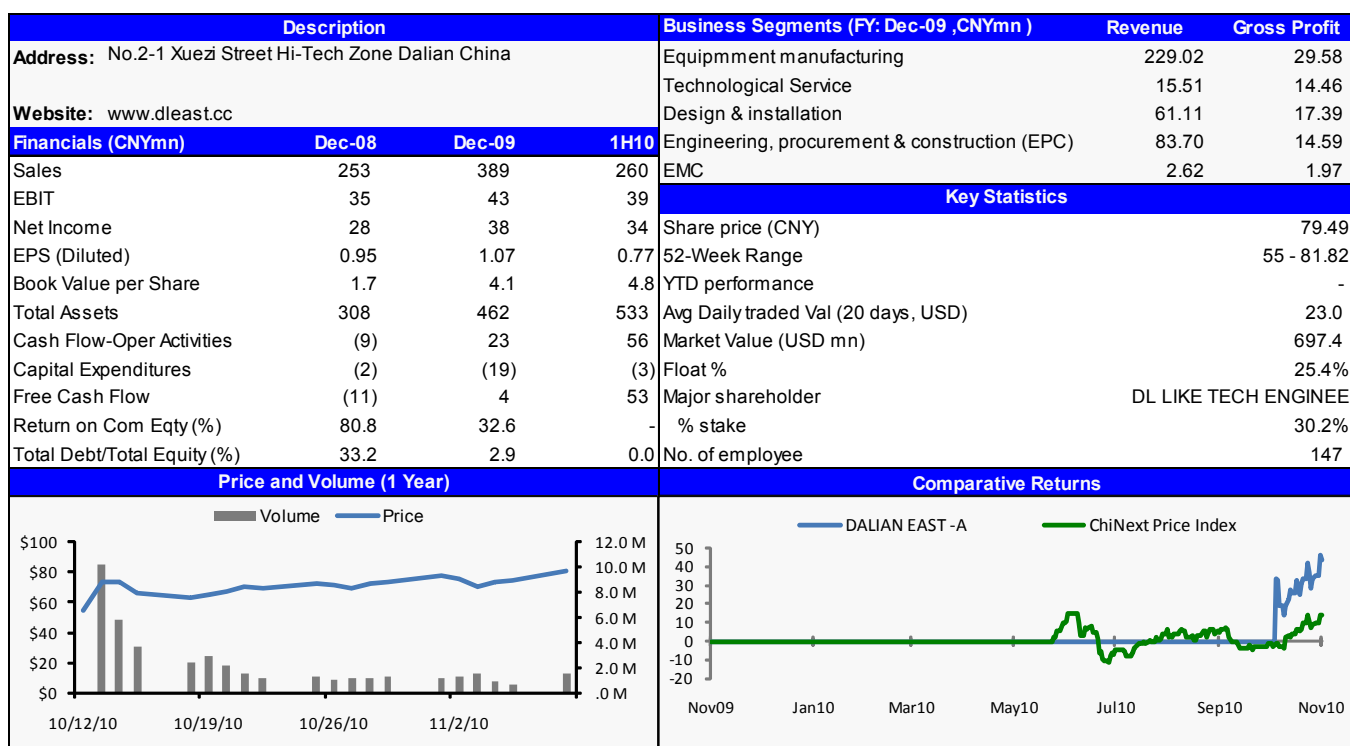 Description
Address: No.2-1 Xuezi Street Hi-Tech Zone Dalian China
Website: www.dleast.cc
Financials (CNYmn) Dec-08 Dec-09 1H10
Sales 253 389 260
EBIT 35 43 39
Net Income 28 38 34
EPS (Diluted) 0.95 1.07 0.77
Book Value per Share 1.7 4.1 4.8
Total Assets 308 462 533
Cash Flow-Oper Activities (9) 23 56
Capital Expenditures (2) (19) (3)
Free Cash Flow (11) 4 53
Return on Com Eqty (%) 80.8 32.6 -
Total Debt/Total Equity (%) 33.2 2.9 0.0
Business Segments (FY: Dec-09 ,CNYmn ) Revenue Gross Profit
Equipmment manufacturing 229.02 29.58
Technological Service 15.51 14.46
Design & installation 61.11 17.39
Engineering, procurement & construction (EPC) 83.70 14.59
EMC 2.62 1.97
Key Statistics
Share price (CNY) 79.49
52-Week Range 55 - 81.82
YTD performance -
Avg Daily traded Val (20 days, USD) 23.0
Market Value (USD mn) 697.4
Float % 25.4%
Major shareholder DL LIKE TECH ENGINEE
% stake 30.2%
No. of employee 147
Price and Volume (1 Year)
Volume Price
$100 12.0 M
10.0 M
$80
8.0 M
$60
6.0 M
$40
4.0 M
$20
2.0 M
$0 .0 M
10/12/10 10/19/10 10/26/10 11/2/10
Comparative Returns
DALIAN EAST -A ChiNext Price Index
50
40
30
20
10
0
-10
-20
Nov09 Jan10 Mar10 May10 Jul10 Sep10 Nov10